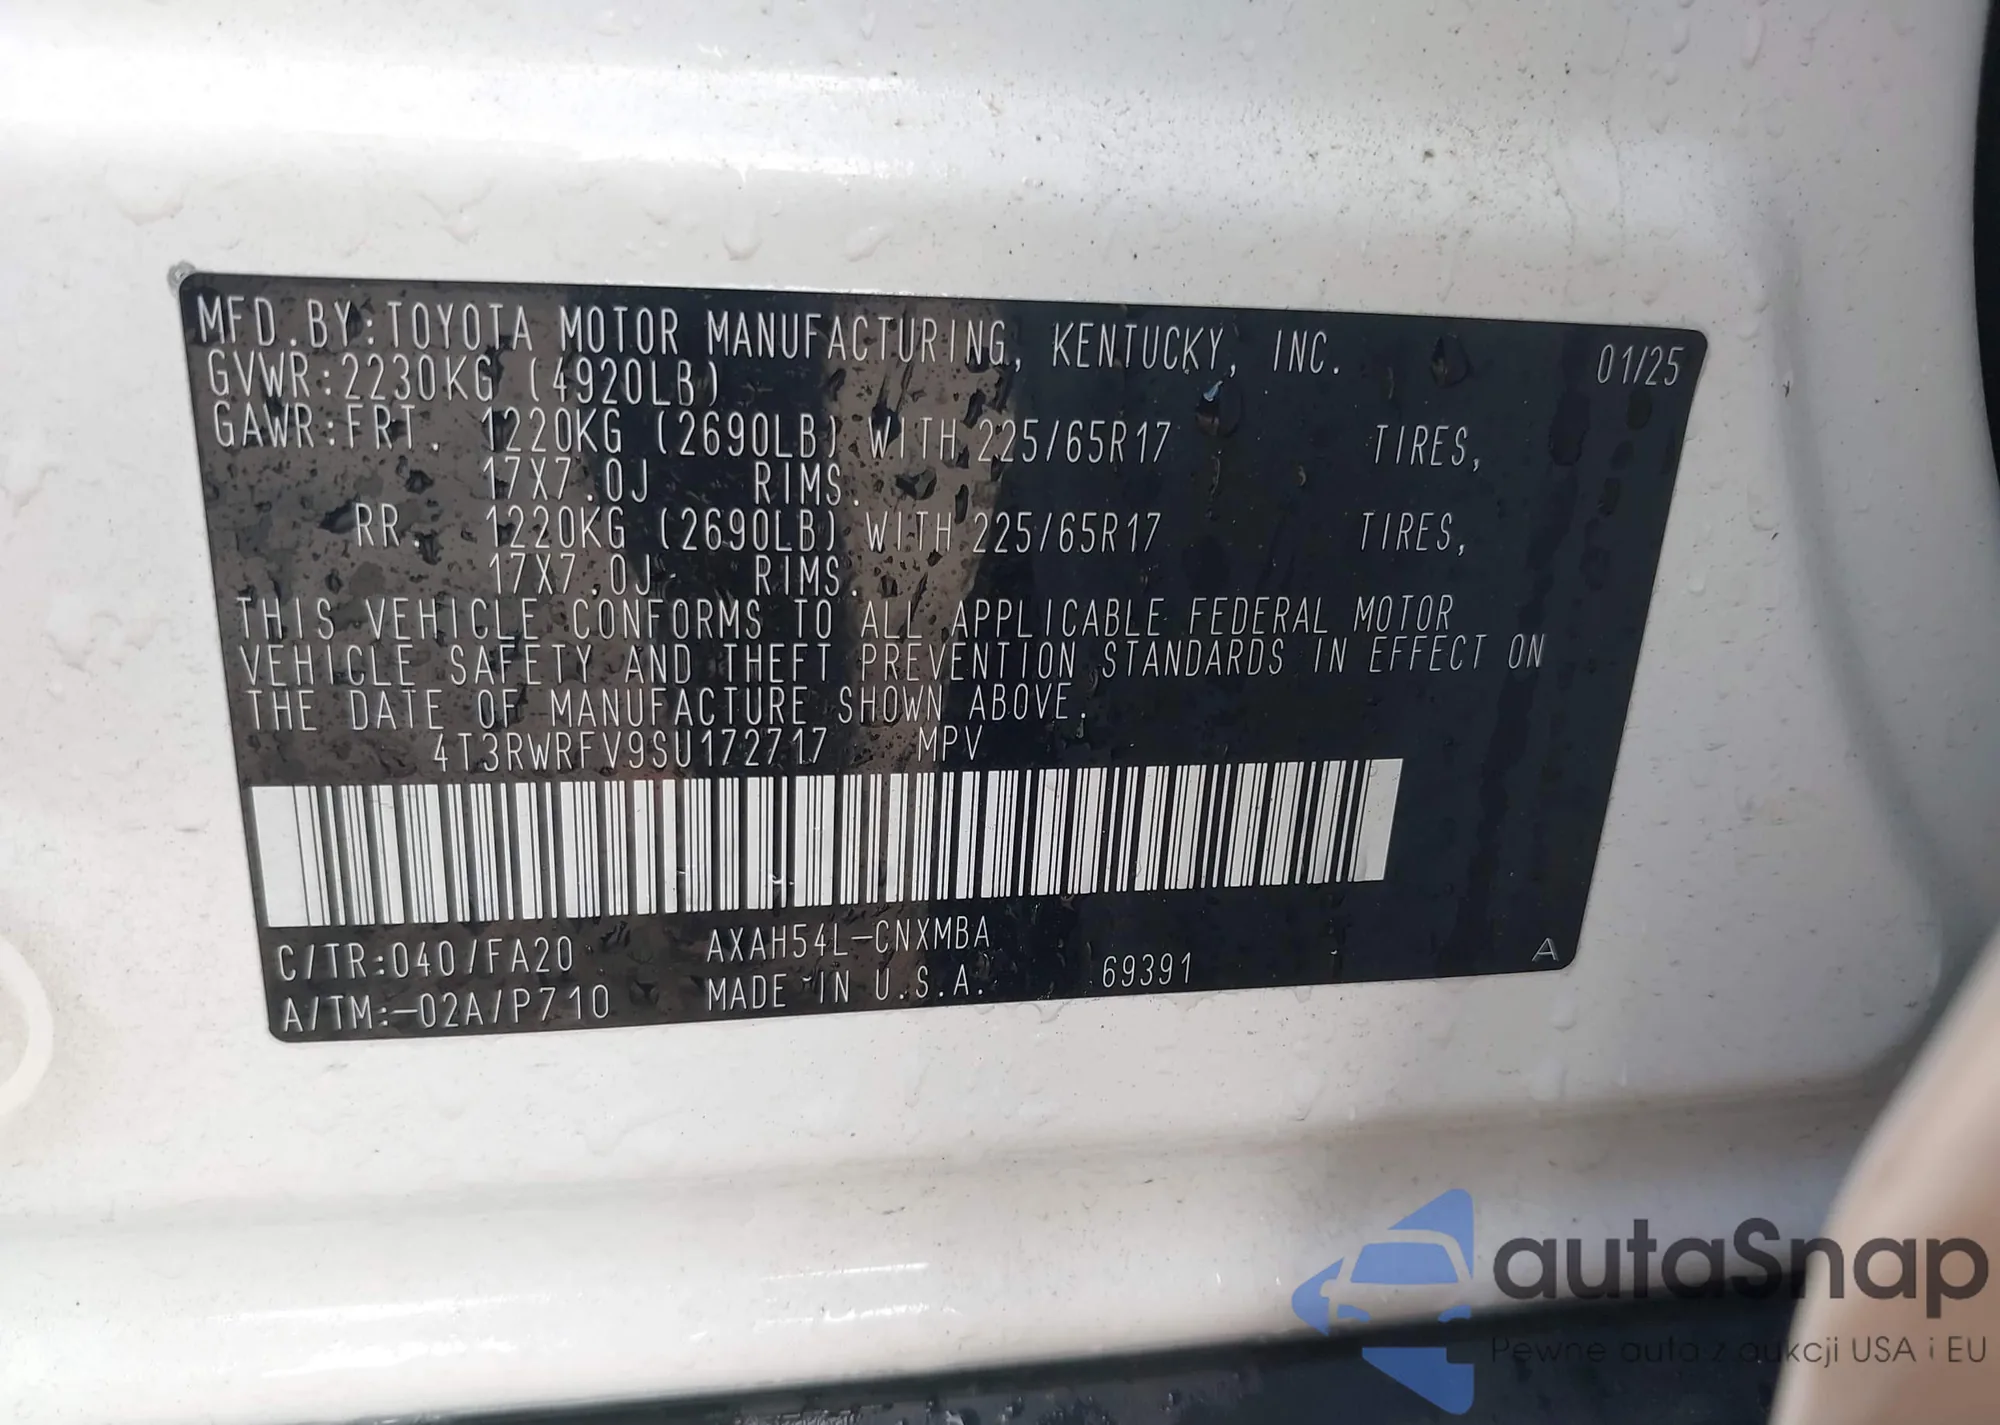 MFD.BY:TOYOTA MOTOR MANUFACTURING, KENTUCKY, INC. 01/25
GVWR:2230KG (4920LB)
GAWR:FRT. 1220KG (2690LB) WITH 225/65R17 TIRES,
17X7.0J RIMS.
RR. 1220KG (2690LB) WITH 225/65R17 TIRES,
17X7.0J RIMS.
THIS VEHICLE CONFORMS TO ALL APPLICABLE FEDERAL MOTOR
VEHICLE SAFETY AND THEFT PREVENTION STANDARDS IN EFFECT ON
THE DATE OF MANUFACTURE SHOWN ABOVE.
4T3RWRFV9SU172717 MPV
C/TR:040/FA20 AXAH54L-CNXMBA
A/TM:-02A/P710 MADE IN U.S.A. 69391 A
autaSnap
Pewne auta z aukcji USA i EU